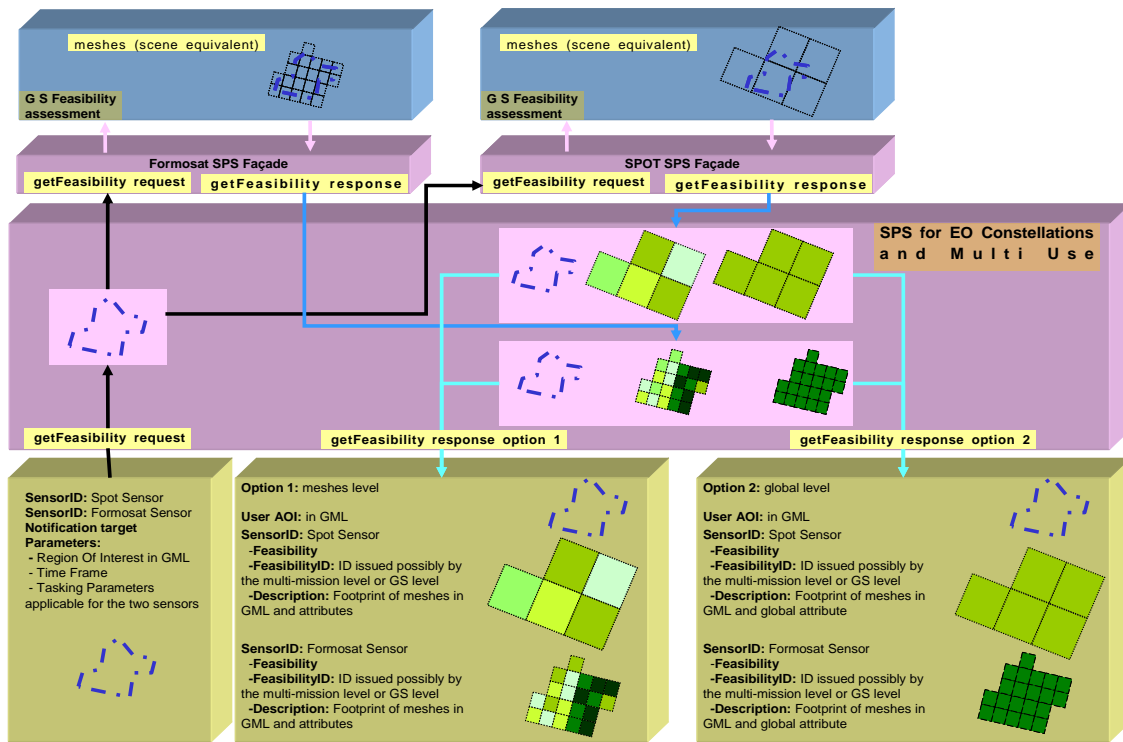 meshes (scene equivalent)
G S Feasibility
assessment
meshes (scene equivalent)
G S Feasibility
assessment
Formosat SPS Façade
getFeasibility request
getFeasibility response
SPOT SPS Façade
getFeasibility request
getFeasibility response
SPS for EO Constellations
and Multi Use
getFeasibility request
getFeasibility response option 1
getFeasibility response option 2
SensorID: Spot Sensor
SensorID: Formosat Sensor
Notification target
Parameters:
- Region Of Interest in GML
- Time Frame
- Tasking Parameters
applicable for the two sensors
Option 1: meshes level
User AOI: in GML
SensorID: Spot Sensor
-Feasibility
-FeasibilityID: ID issued possibly by
the multi-mission level or GS level
-Description: Footprint of meshes in
GML and attributes
SensorID: Formosat Sensor
-Feasibility
-FeasibilityID: ID issued possibly by
the multi-mission level or GS level
-Description: Footprint of meshes in
GML and attributes
Option 2: global level
User AOI: in GML
SensorID: Spot Sensor
-Feasibility
-FeasibilityID: ID issued possibly by
the multi-mission level or GS level
-Description: Footprint of meshes in
GML and global attribute
SensorID: Formosat Sensor
-Feasibility
-FeasibilityID: ID issued possibly by
the multi-mission level or GS level
-Description: Footprint of meshes in
GML and global attribute